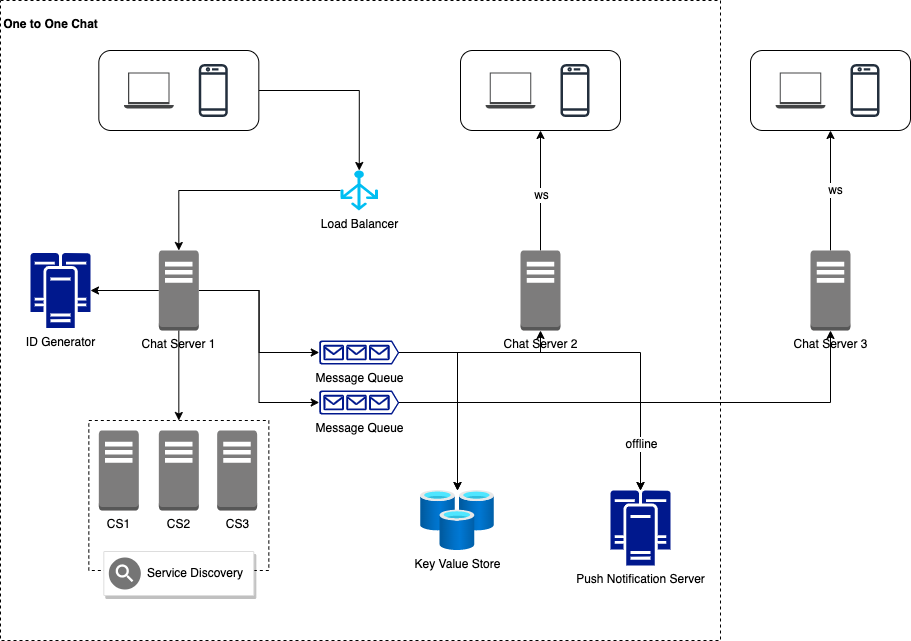 One to One Chat
ws
ws
Load Balancer
ID Generator
Chat Server 1
Chat Server 2
Chat Server 3
Message Queue
Message Queue
offline
CS1
CS2
CS3
Service Discovery
Key Value Store
Push Notification Server